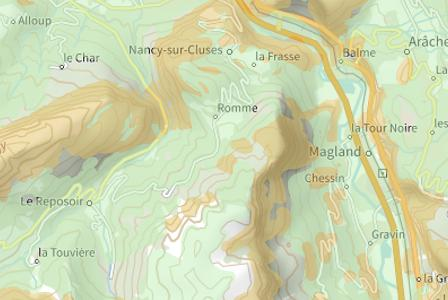 Alloup
le Char
Nancy-sur-Cluses
la Frasse
Balme
Romme
la Tour Noire
Magland
Chessin
Le Reposoir
la Touvière
Gravin